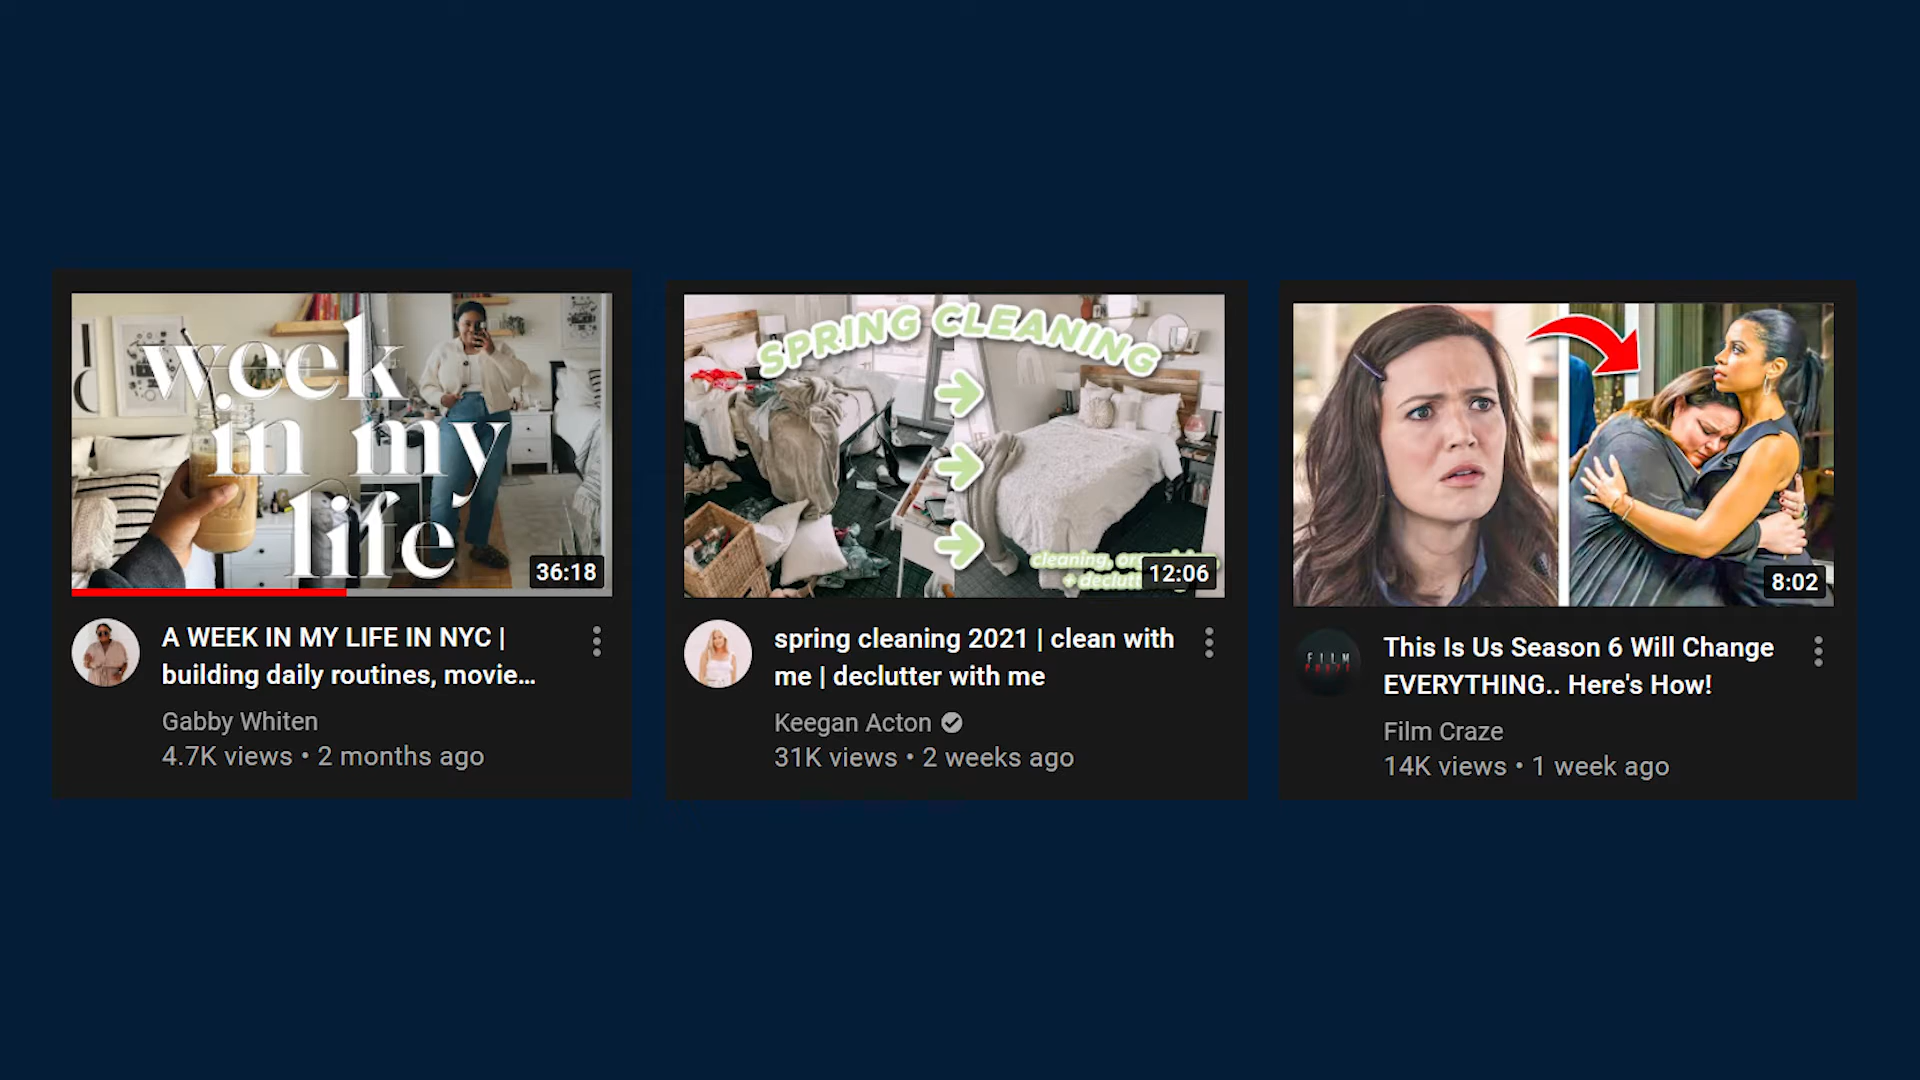 week
in my
life
36:18
A WEEK IN MY LIFE IN NYC |
building daily routines, movie...
Gabby Whiten
4.7K views • 2 months ago
SPRING CLEANING
cleaning,
+
12:06
spring cleaning 2021 | clean with
me | declutter with me
Keegan Acton
31K views • 2 weeks ago
8:02
FILM
This Is Us Season 6 Will Change
EVERYTHING.. Here's How!
Film Craze
14K views • 1 week ago